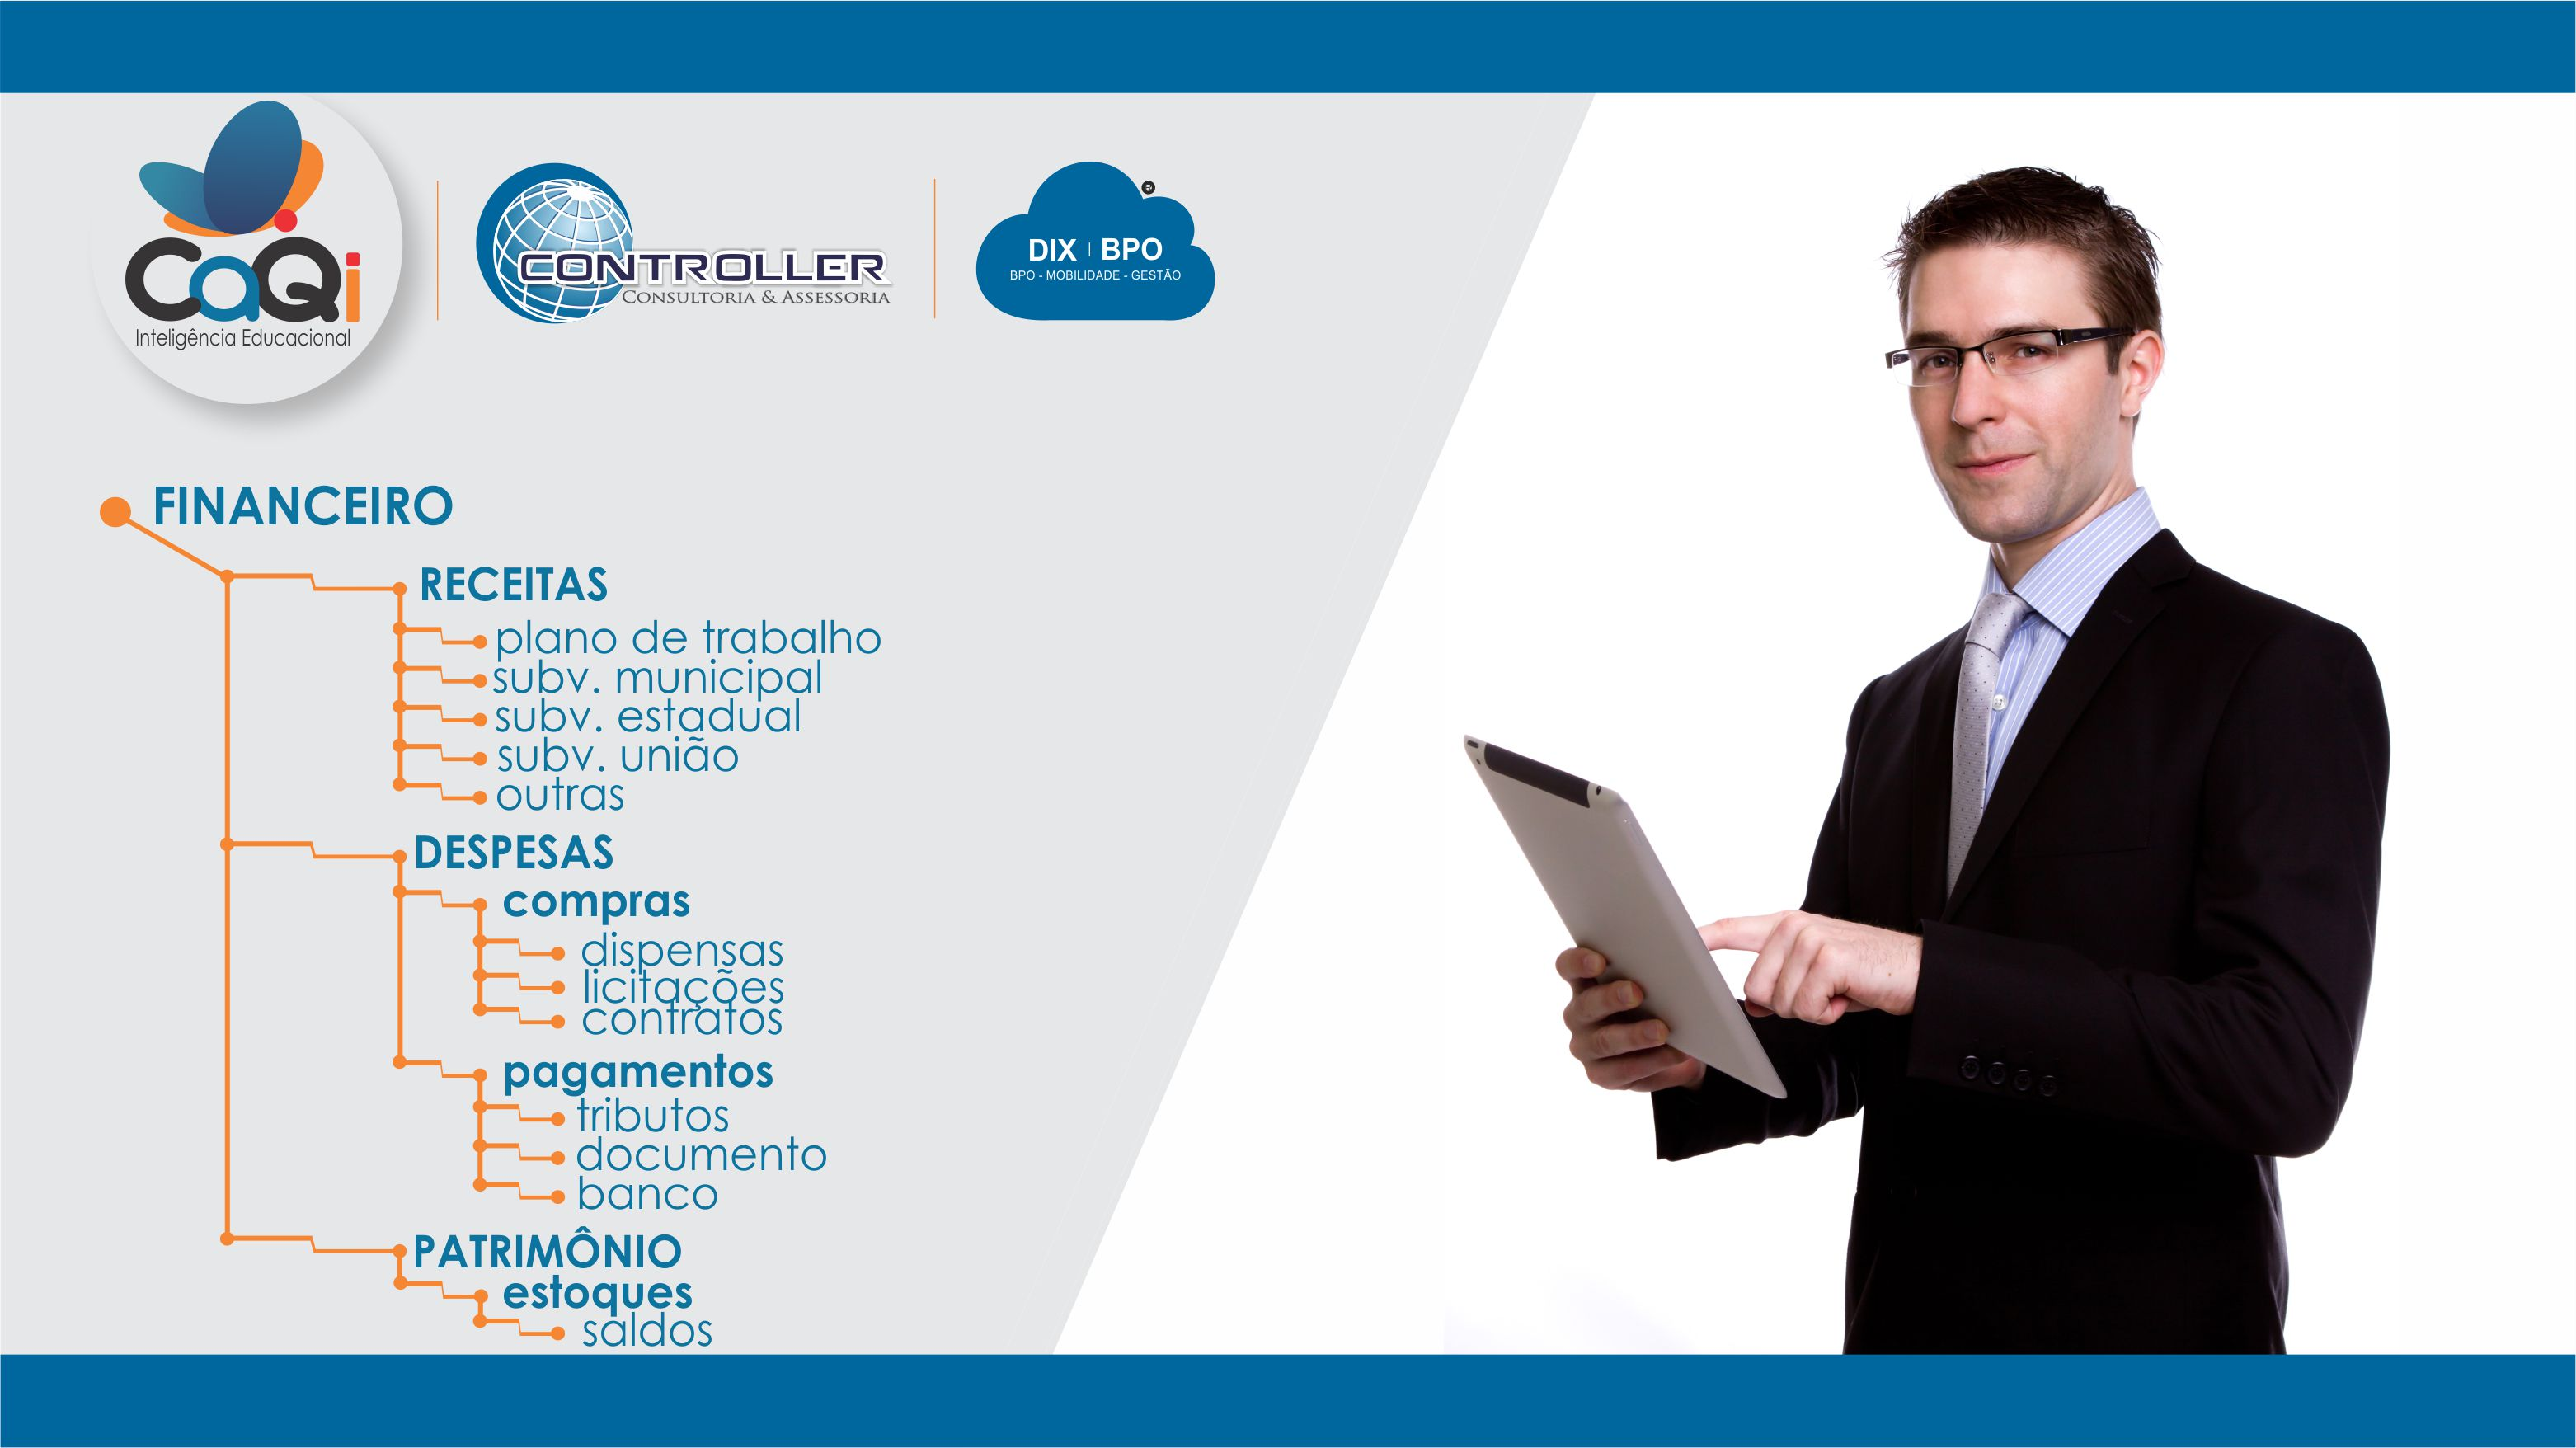 CaQi
Inteligência Educacional
CONTROLLER
CONSULTORIA & ASSESSORIA
DIX | BPO
BPO - MOBILIDADE - GESTÃO
FINANCEIRO
RECEITAS
plano de trabalho
subv. municipal
subv. estadual
subv. união
outras
DESPESAS
compras
dispensas
licitações
contratos
pagamentos
tributos
documento
banco
PATRIMÔNIO
estoques
saldos